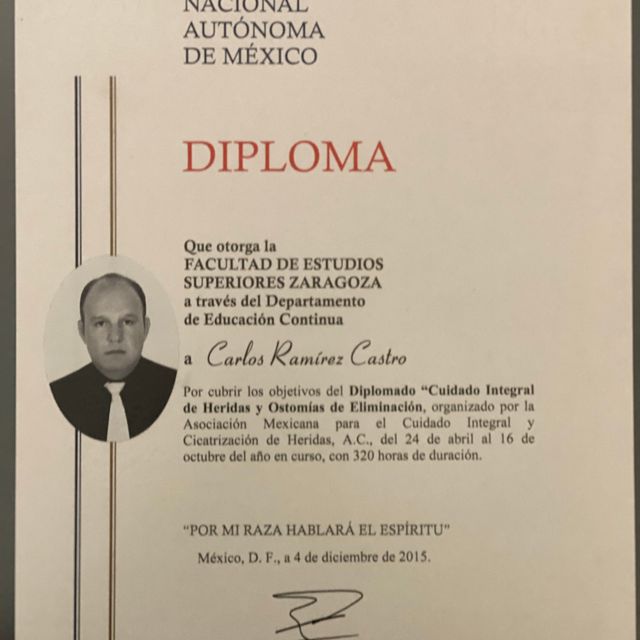 NACIONAL
AUTÓNOMA
DE MÉXICO
DIPLOMA
Que otorga la
FACULTAD DE ESTUDIOS
SUPERIORES ZARAGOZA
a través del Departamento
de Educación Continua
a Carlos Ramírez Castro
Por cubrir los objetivos del Diplomado “Cuidado Integral
de Heridas y Ostomías de Eliminación, organizado por la
Asociación Mexicana para el Cuidado Integral y
Cicatrización de Heridas, A.C., del 24 de abril al 16 de
octubre del año en curso, con 320 horas de duración.
“POR MI RAZA HABLARÁ EL ESPÍRITU”
México, D. F., a 4 de diciembre de 2015.